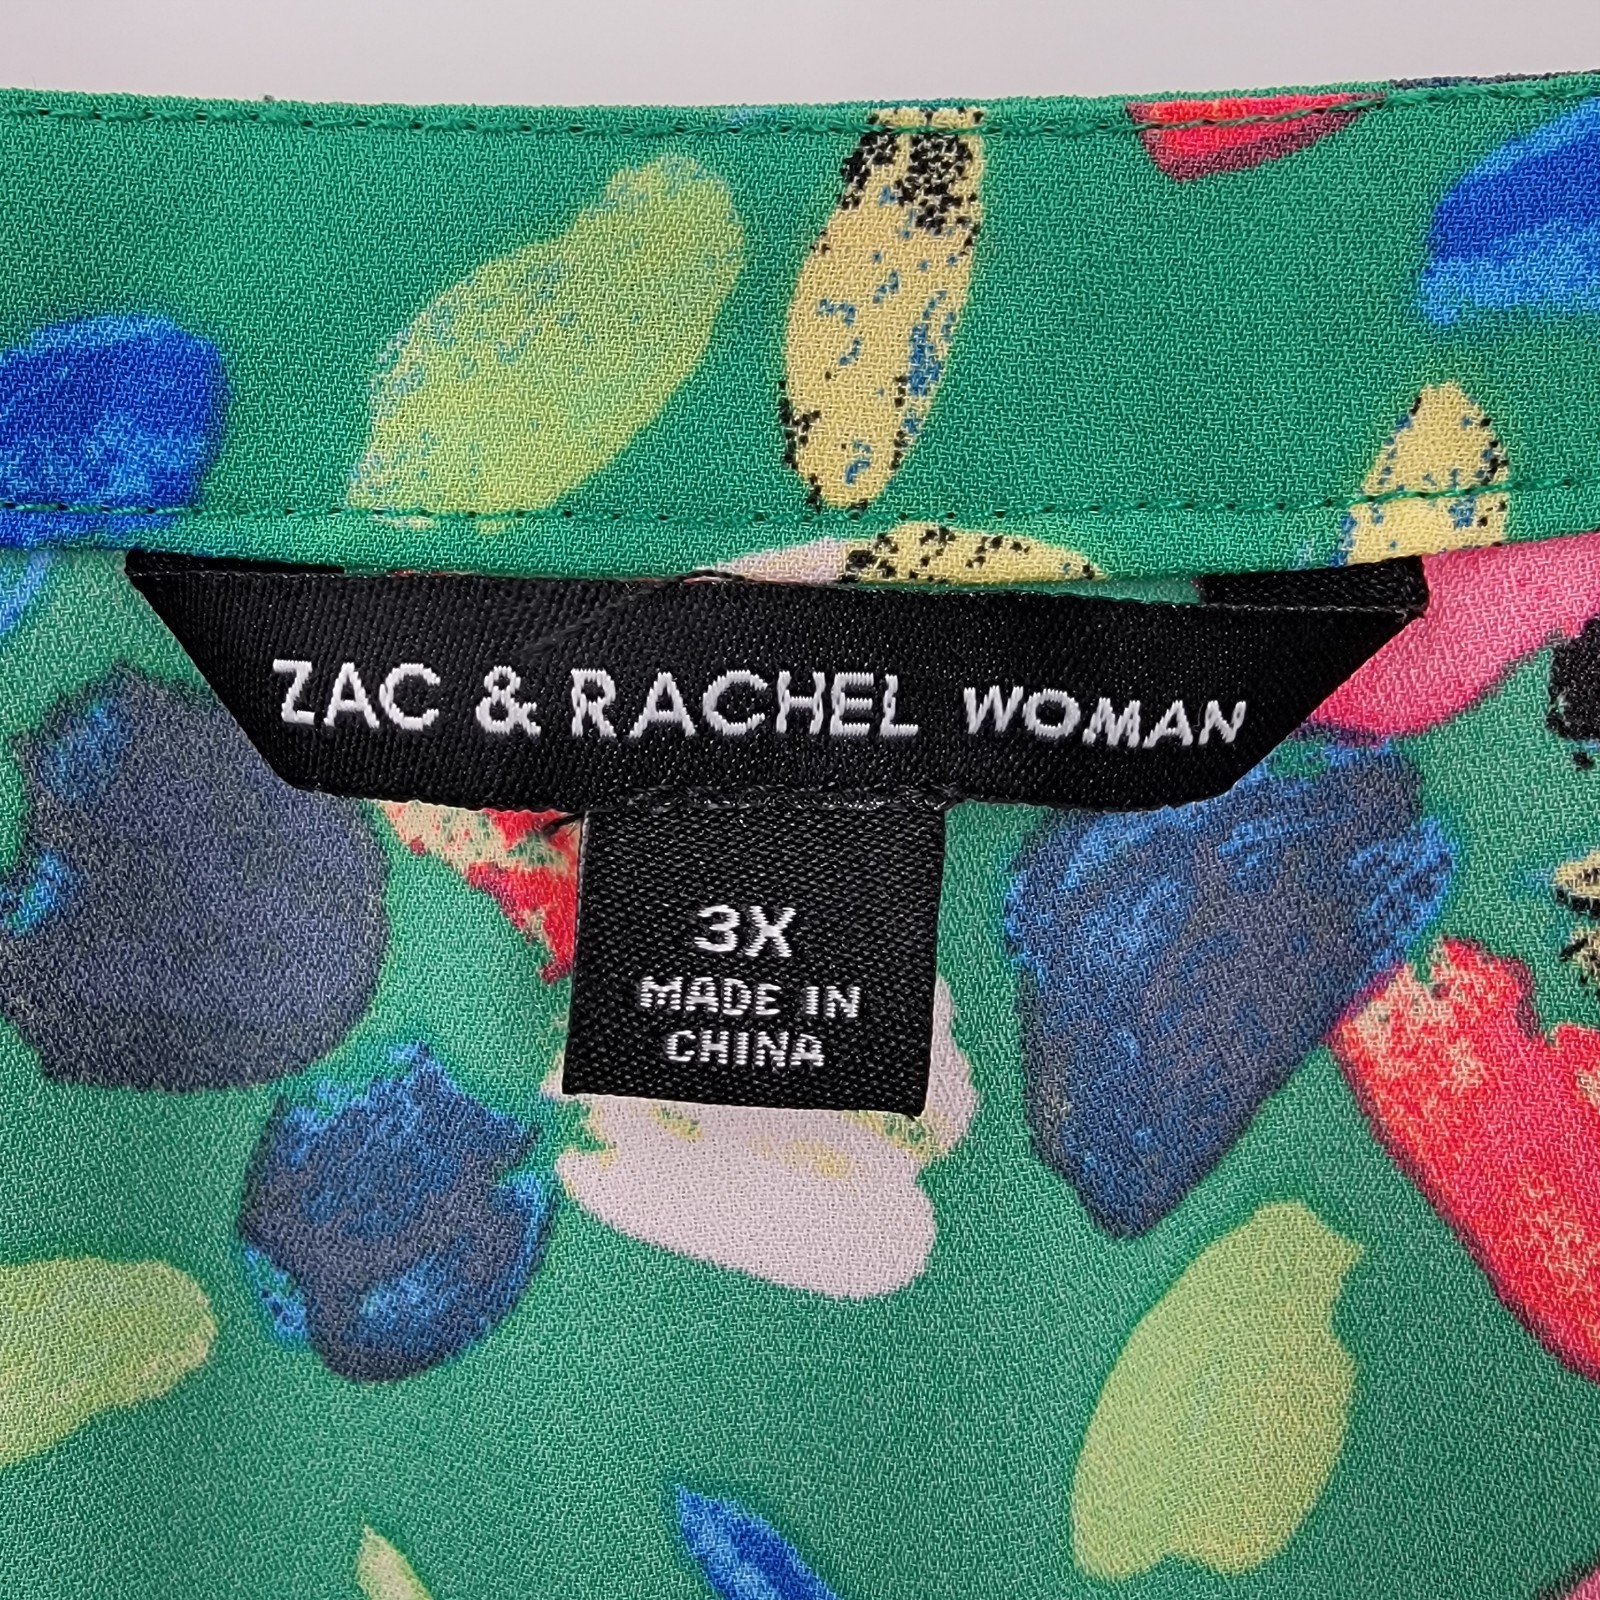 ZAC & RACHEL WOMAN
3X
MADE IN
CHINA